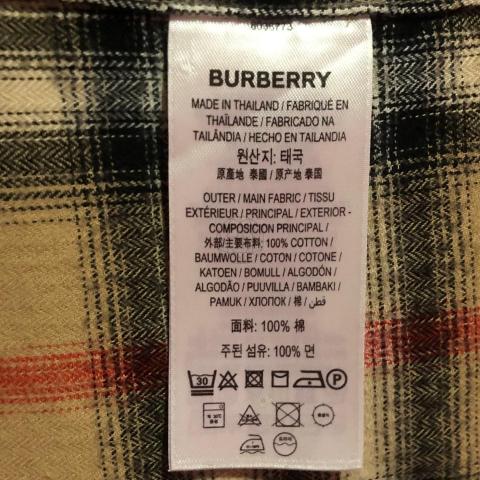 BURBERRY
MADE IN THAILAND / FABRIQUÉ EN
THAÏLANDE / FABRICADO NA
TAILÂNDIA / HECHO EN TAILANDIA
원산지: 태국
原產地 泰國 / 原产地 泰国
OUTER / MAIN FABRIC / TISSU
EXTÉRIEUR / PRINCIPAL / EXTERIOR -
COMPOSICION PRINCIPAL /
外部/主要布料: 100% COTTON /
BAUMWOLLE / COTON / COTONE /
KATOEN / BOMULL / ALGODÓN /
ALGODÃO / PUUVILLA / BAMBAKI /
PAMUK / ХЛОПОК / 棉 / قطن
面料: 100% 棉
주된 섬유: 100% 면
30 P